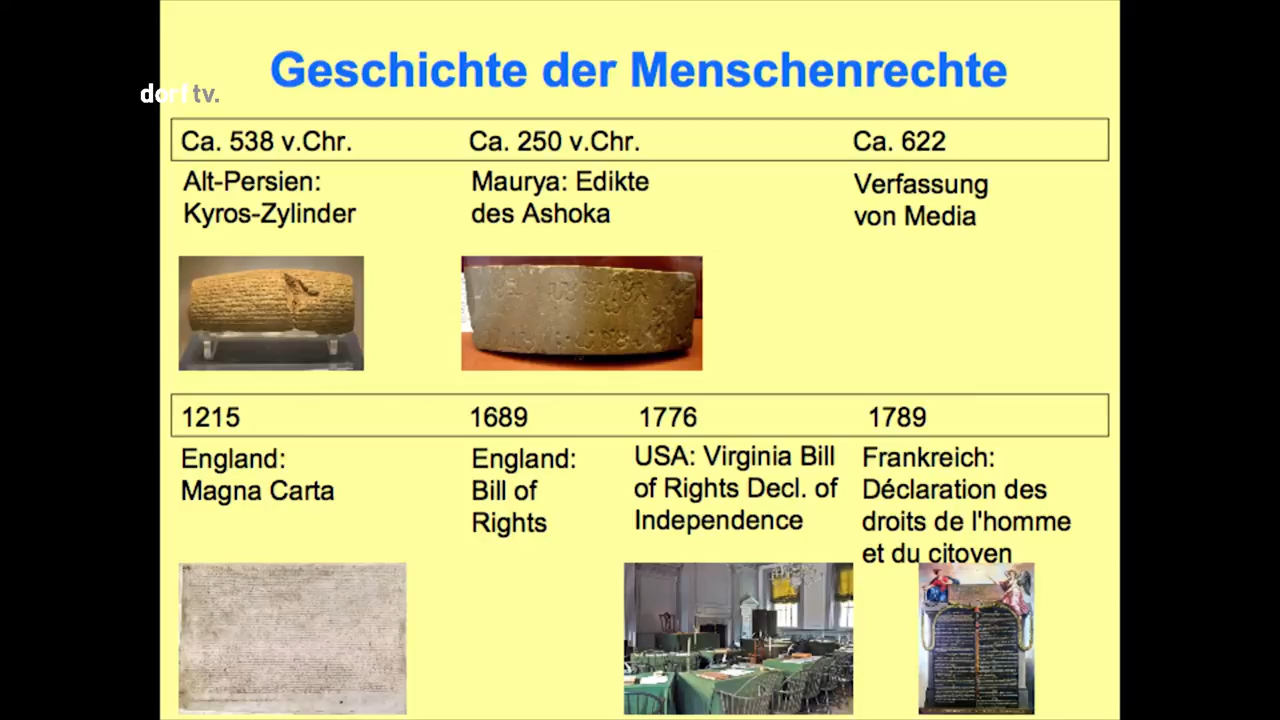 Geschichte der Menschenrechte
dorf tv.
Ca. 538 v.Chr.
Ca. 250 v.Chr.
Ca. 622
Alt-Persien:
Kyros-Zylinder
Maurya: Edikte
des Ashoka
Verfassung
von Media
1215
1689
1776
1789
England:
Magna Carta
England:
Bill of
Rights
USA: Virginia Bill
of Rights Decl. of
Independence
Frankreich:
Déclaration des
droits de l'homme
et du citoyen